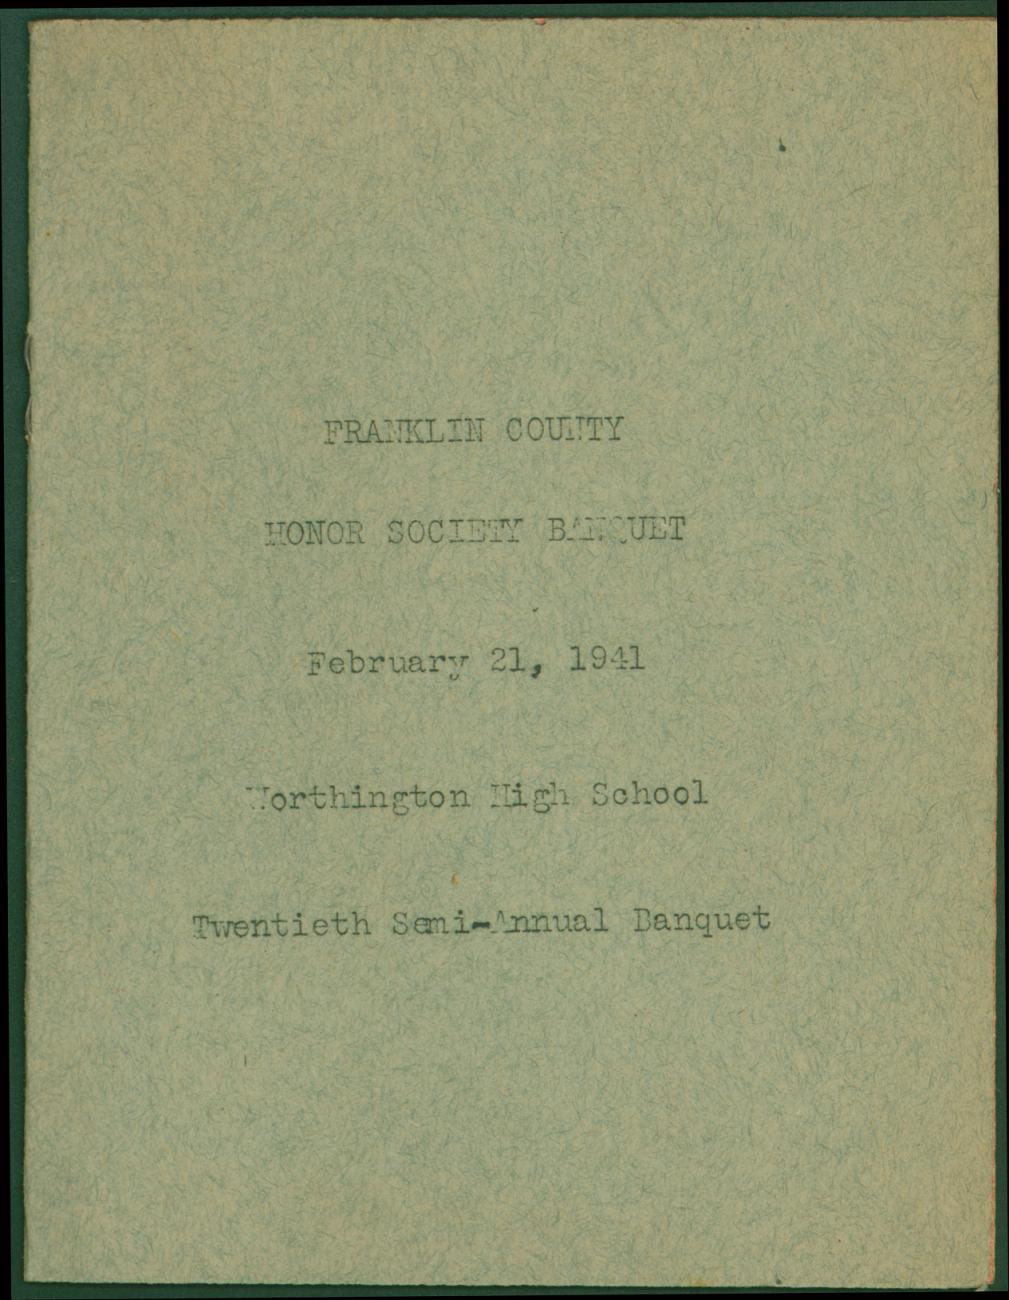 FRANKLIN COUNTY
HONOR SOCIETY BANQUET
February 21, 1941
Worthington High School
Twentieth Semi-Annual Banquet